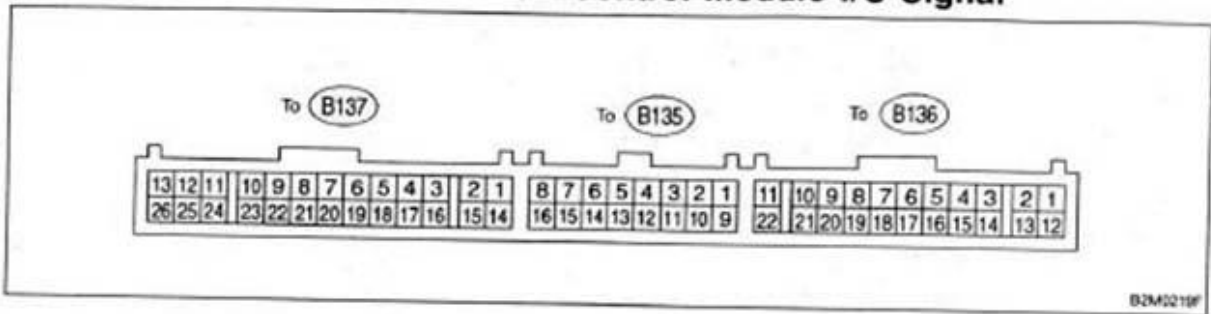 Control Module I/O Signal
To B137 To B135 To B136
13 12 11 10 9 8 7 6 5 4 3 2 1 8 7 6 5 4 3 2 1 11 10 9 8 7 6 5 4 3 2 1
26 25 24 23 22 21 20 19 18 17 16 15 14 16 15 14 13 12 11 10 9 22 21 20 19 18 17 16 15 14 13 12
B2M0219F